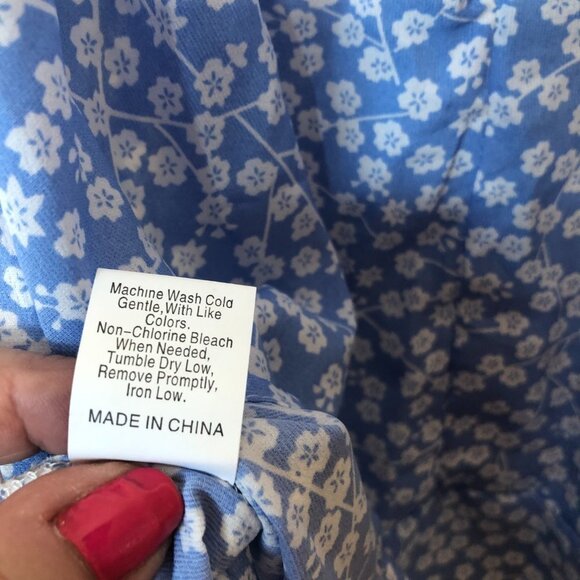 Machine Wash Cold
Gentle,With Like
Colors.
Non-Chlorine Bleach
When Needed,
Tumble Dry Low,
Remove Promptly,
Iron Low.
MADE IN CHINA